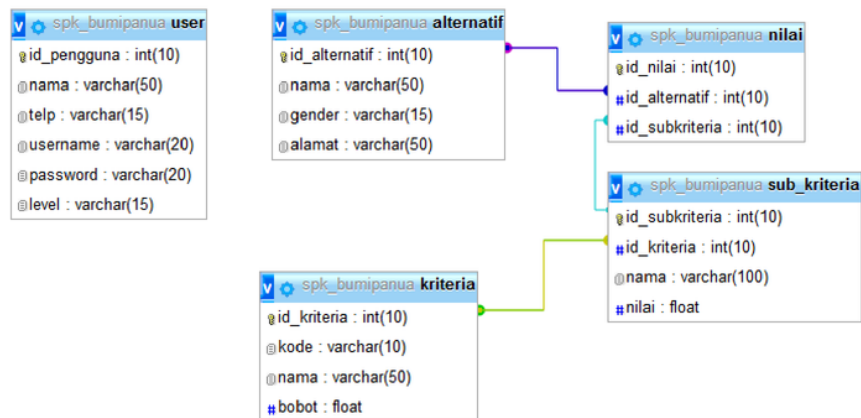 spk_bumipanua user
id_pengguna : int(10)
nama : varchar(50)
telp : varchar(15)
username : varchar(20)
password : varchar(20)
level : varchar(15)
spk_bumipanua alternatif
id_alternatif : int(10)
nama : varchar(50)
gender : varchar(15)
alamat : varchar(50)
spk_bumipanua nilai
id_nilai : int(10)
#id_alternatif : int(10)
#id_subkriteria : int(10)
spk_bumipanua sub_kriteria
id_subkriteria : int(10)
#id_kriteria : int(10)
nama : varchar(100)
#nilai : float
spk_bumipanua kriteria
id_kriteria : int(10)
kode : varchar(10)
nama : varchar(50)
#bobot : float